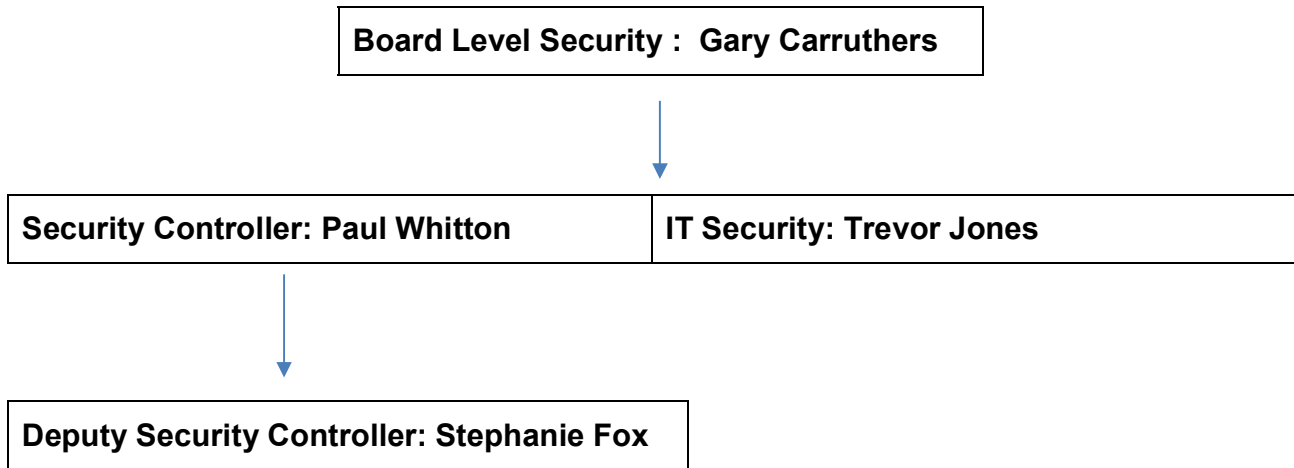 Board Level Security :  Gary Carruthers
Security Controller: Paul Whitton
IT Security: Trevor Jones
Deputy Security Controller: Stephanie Fox